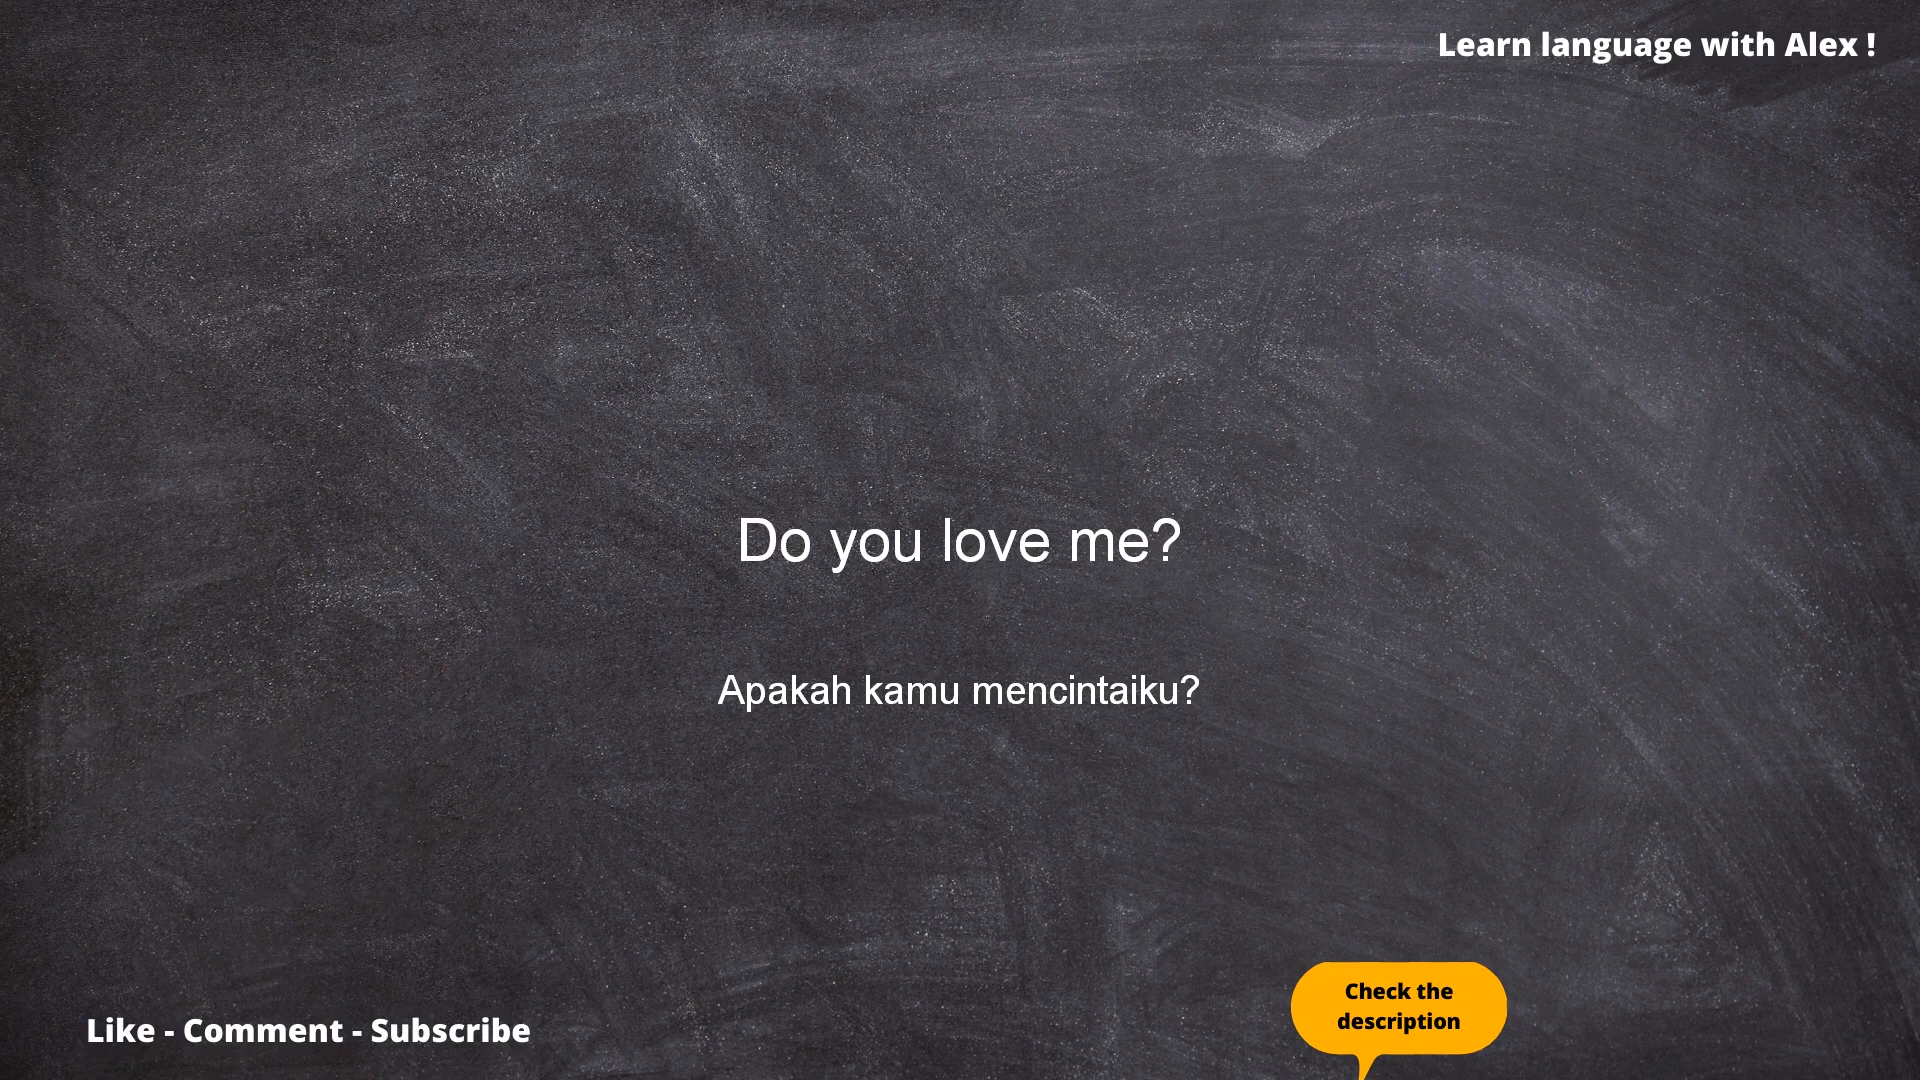 Learn language with Alex !
Do you love me?
Apakah kamu mencintaiku?
Check the
description
Like - Comment - Subscribe